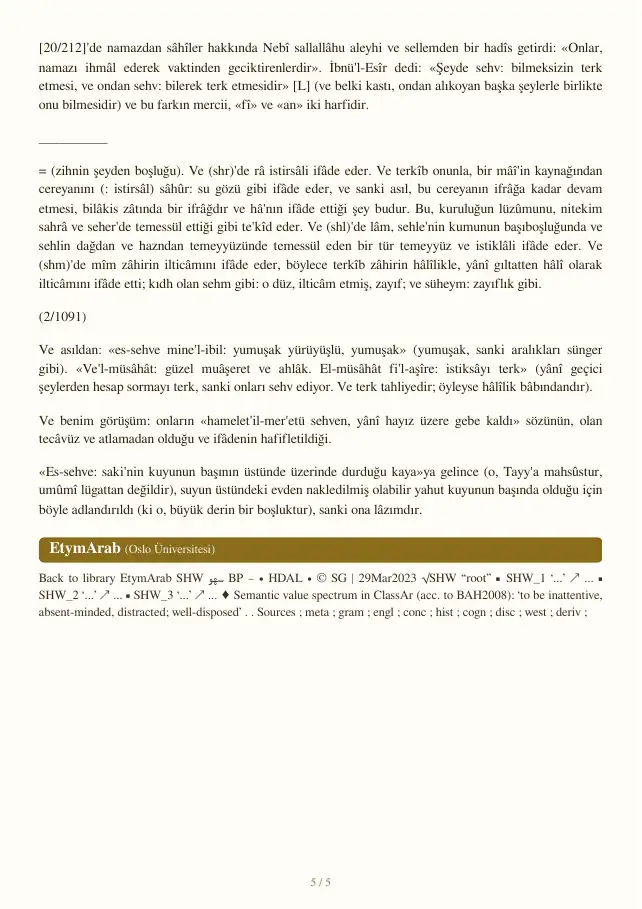 [20/212]'de namazdan sâhîler hakkında Nebî sallallâhu aleyhi ve sellemden bir hadîs getirdi: «Onlar,
namazı ihmâl ederek vaktinden geciktirenlerdir». İbnü'l-Esîr dedi: «Şeyde sehv: bilmeksizin terk
etmesi, ve ondan sehv: bilerek terk etmesidir» [L] (ve belki kastı, ondan alıkoyan başka şeylerle birlikte
onu bilmesidir) ve bu farkın mercii, «fî» ve «an» iki harfidir.
___________
= (zihnin şeyden boşluğu). Ve (shr)'de râ istirsâli ifâde eder. Ve terkîb onunla, bir mâî'in kaynağından
cereyanını (: istirsâl) sâhûr: su gözü gibi ifâde eder, ve sanki asıl, bu cereyanın ifrâğa kadar devam
etmesi, bilâkis zâtında bir ifrâğdır ve hâ'nın ifâde ettiği şey budur. Bu, kuruluğun lüzûmunu, nitekim
sahrâ ve seher'de temessül ettiği gibi te'kîd eder. Ve (shl)'de lâm, sehle'nin kumunun başıboşluğunda ve
sehlin dağdan ve hazndan temeyyüzünde temessül eden bir tür temeyyüz ve istiklâli ifâde eder. Ve
(shm)'de mîm zâhirin ilticâmını ifâde eder, böylece terkîb zâhirin hâlîlikle, yânî gıltatten hâlî olarak
ilticâmını ifâde etti; kıdh olan sehm gibi: o düz, ilticâm etmiş, zayıf; ve süheym: zayıflık gibi.
(2/1091)
Ve asıldan: «es-sehve mine'l-ibil: yumuşak yürüyüşlü, yumuşak» (yumuşak, sanki aralıkları sünger
gibi). «Ve'l-müsâhât: güzel muâşeret ve ahlâk. El-müsâhât fi'l-aşîre: istiksâyı terk» (yânî geçici
şeylerden hesap sormayı terk, sanki onları sehv ediyor. Ve terk tahliyedir; öyleyse hâlîlik bâbındandır).
Ve benim görüşüm: onların «hamelet'il-mer'etü sehven, yânî hayız üzere gebe kaldı» sözünün, olan
tecâvüz ve atlamadan olduğu ve ifâdenin hafifletildiği.
«Es-sehve: saki'nin kuyunun başının üstünde üzerinde durduğu kaya»ya gelince (o, Tayy'a mahsûstur,
umûmî lügattan değildir), suyun üstündeki evden nakledilmiş olabilir yahut kuyunun başında olduğu için
böyle adlandırıldı (ki o, büyük derin bir boşluktur), sanki ona lâzımdır.
EtymArab (Oslo Üniversitesi)
Back to library EtymArab SHW سهو BP – • HDAL • © SG | 29Mar2023 √SHW “root” ▪ SHW_1 ‘...’ ↗ ... ▪
SHW_2 ‘...’ ↗ ... ▪ SHW_3 ‘...’ ↗ ... ♦ Semantic value spectrum in ClassAr (acc. to BAH2008): ‘to be inattentive,
absent-minded, distracted; well-disposed’ . . Sources ; meta ; gram ; engl ; conc ; hist ; cogn ; disc ; west ; deriv ;
5 / 5